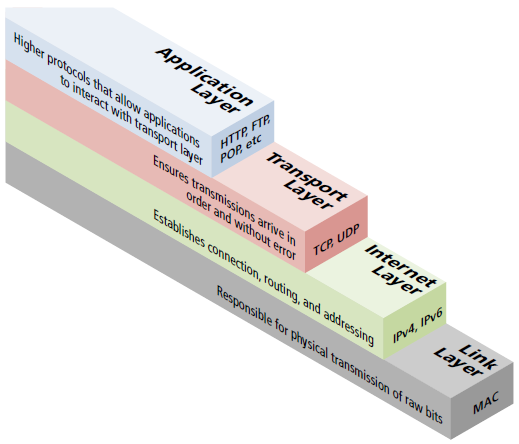 Application
Layer
Higher protocols that allow applications
to interact with transport layer
HTTP, FTP,
POP, etc
Transport
Layer
Ensures transmissions arrive in
order and without error
TCP, UDP
Internet
Layer
Establishes connection, routing, and addressing
IPv4, IPv6
Link
Layer
Responsible for physical transmission of raw bits
MAC